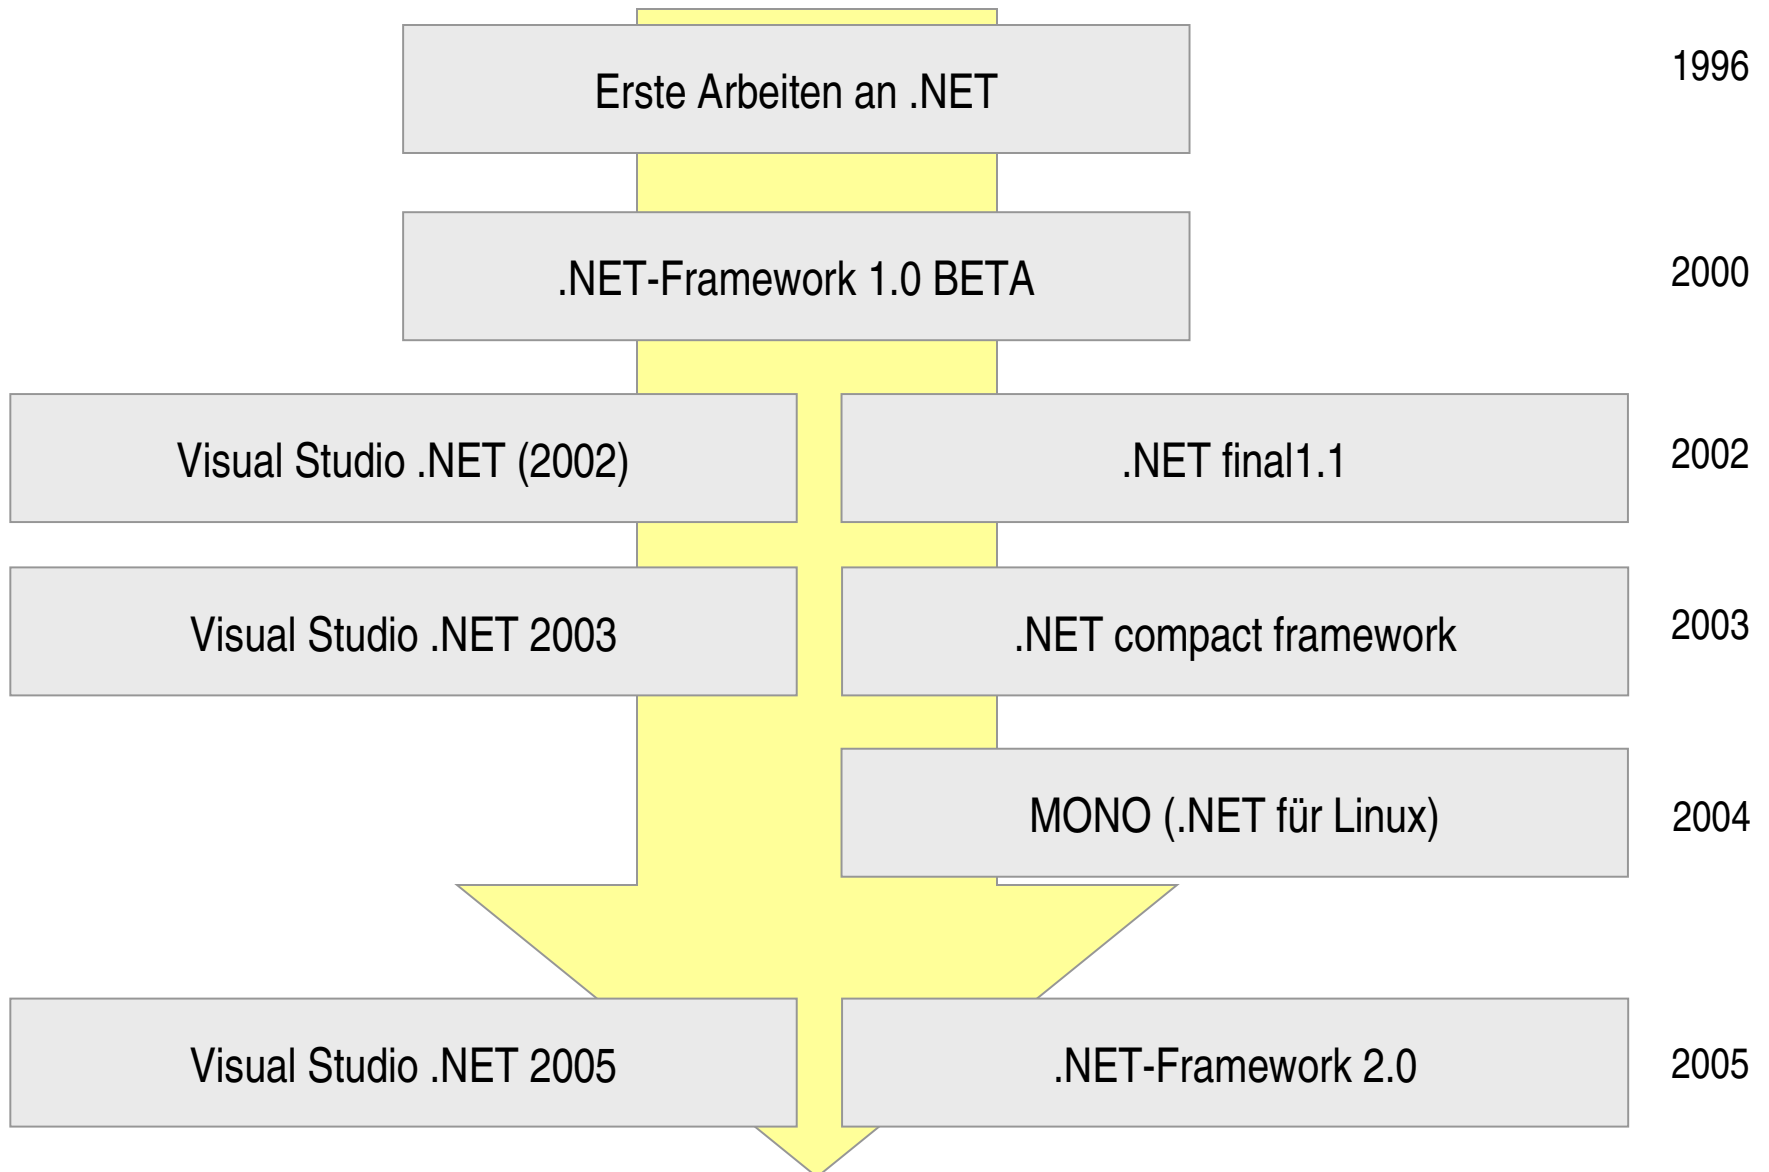 Erste Arbeiten an .NET
1996
.NET-Framework 1.0 BETA
2000
Visual Studio .NET (2002)
.NET final1.1
2002
Visual Studio .NET 2003
.NET compact framework
2003
MONO (.NET für Linux)
2004
Visual Studio .NET 2005
.NET-Framework 2.0
2005